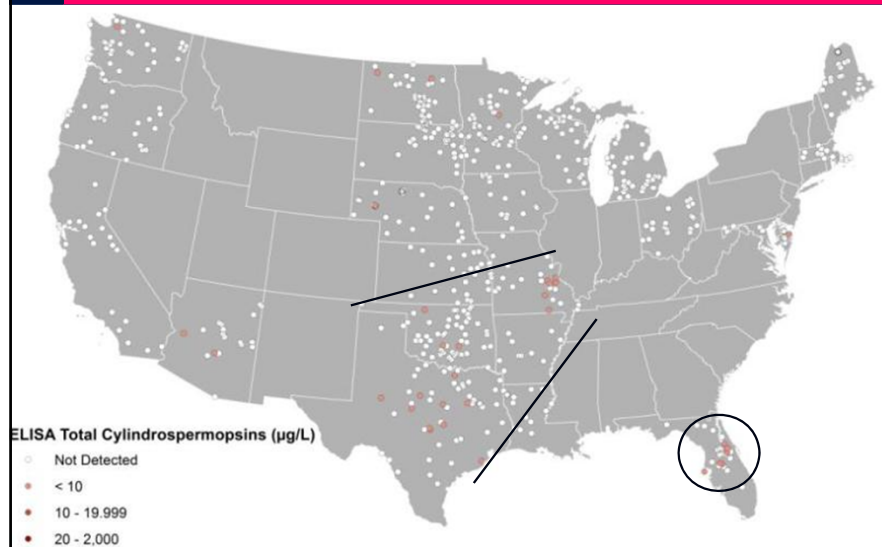 ELISA Total Cylindrospermopsins (µg/L)
Not Detected
< 10
10 - 19.999
20 - 2,000